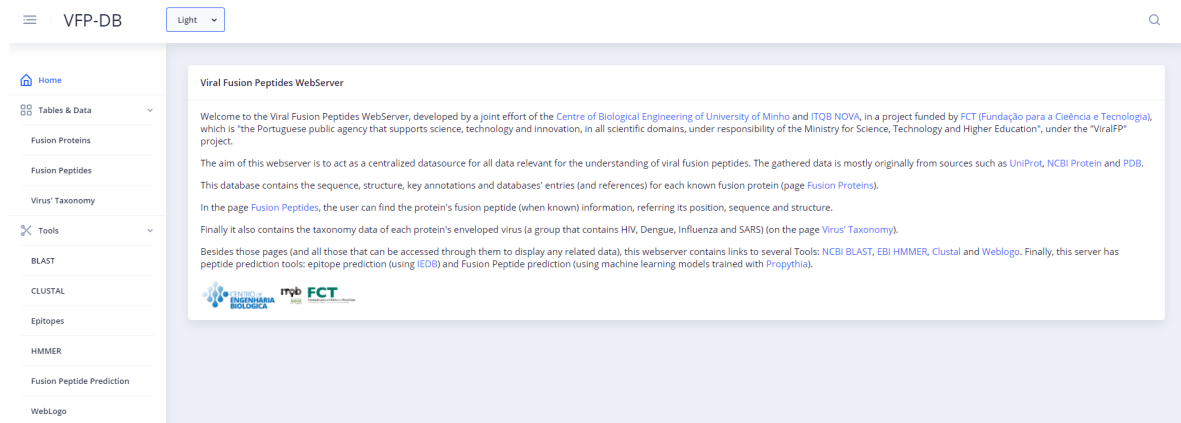 VFP-DB
Light
Home
Tables & Data
Fusion Proteins
Fusion Peptides
Virus' Taxonomy
Tools
BLAST
CLUSTAL
Epitopes
HMMER
Fusion Peptide Prediction
WebLogo
Viral Fusion Peptides WebServer
Welcome to the Viral Fusion Peptides WebServer, developed by a joint effort of the Centre of Biological Engineering of University of Minho and ITQB NOVA, in a project funded by FCT (Fundação para a Cieência e Tecnologia),
which is "the Portuguese public agency that supports science, technology and innovation, in all scientific domains, under responsibility of the Ministry for Science, Technology and Higher Education", under the "ViralFP"
project.
The aim of this webserver is to act as a centralized datasource for all data relevant for the understanding of viral fusion peptides. The gathered data is mostly originally from sources such as UniProt, NCBI Protein and PDB.
This database contains the sequence, structure, key annotations and databases' entries (and references) for each known fusion protein (page Fusion Proteins).
In the page Fusion Peptides, the user can find the protein's fusion peptide (when known) information, referring its position, sequence and structure.
Finally it also contains the taxonomy data of each protein's enveloped virus (a group that contains HIV, Dengue, Influenza and SARS) (on the page Virus' Taxonomy).
Besides those pages (and all those that can be accessed through them to display any related data), this webserver contains links to several Tools: NCBI BLAST, EBI HMMER, Clustal and Weblogo. Finally, this server has
peptide prediction tools: epitope prediction (using IEDB) and Fusion Peptide prediction (using machine learning models trained with Propythia).
CENTRO DE
ENGENHARIA
BIOLÓGICA
ITQB
FCT